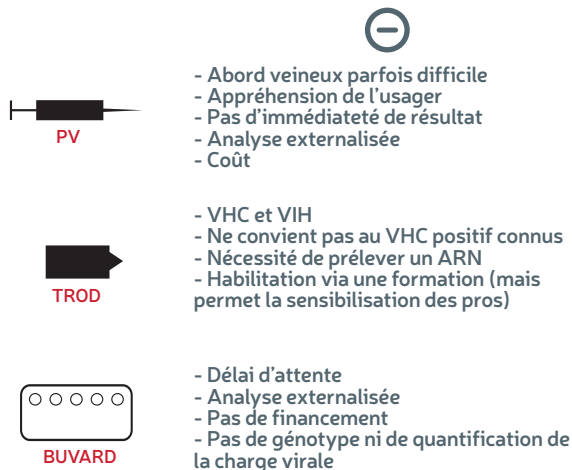 - Abord veineux parfois difficile
- Appréhension de l’usager
- Pas d’immédiateté de résultat
- Analyse externalisée
- Coût
PV
- VHC et VIH
- Ne convient pas au VHC positif connus
- Nécessité de prélever un ARN
- Habilitation via une formation (mais
permet la sensibilisation des pros)
TROD
- Délai d’attente
- Analyse externalisée
- Pas de financement
- Pas de génotype ni de quantification de
la charge virale
BUVARD